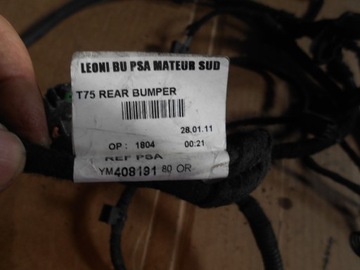 LEONI BU PSA MATEUR SUD
T75 REAR BUMPER
28.01.11
OP : 1804 00:21
REF PSA
YM408191 80 OR